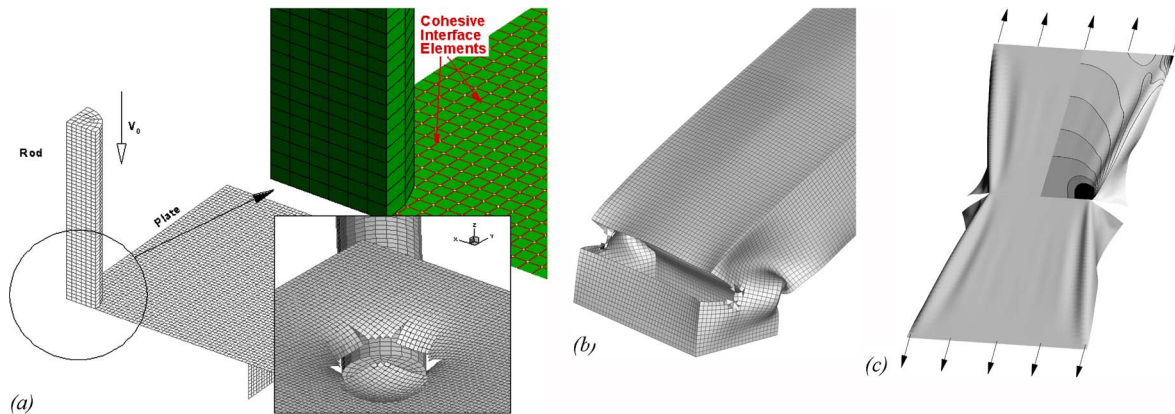 Cohesive
Interface
Elements
V₀
Rod
Plate
Z
X
Y
(a)
(b)
(c)